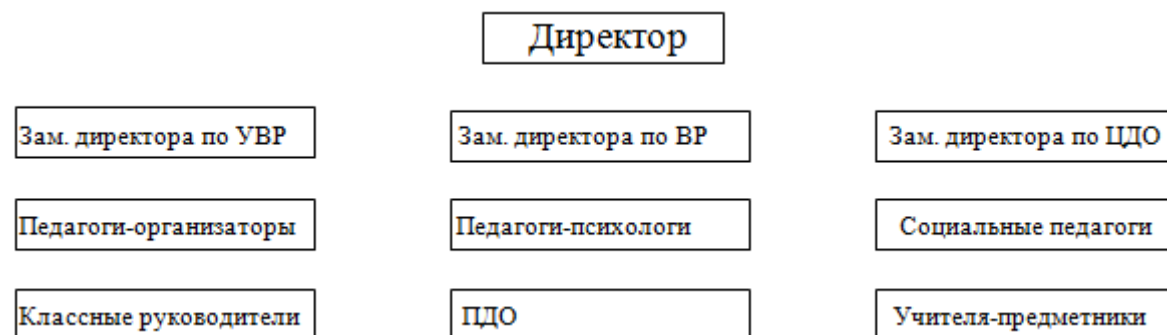 Директор
Зам. директора по УВР
Зам. директора по ВР
Зам. директора по ЦДО
Педагоги-организаторы
Педагоги-психологи
Социальные педагоги
Классные руководители
ПДО
Учителя-предметники